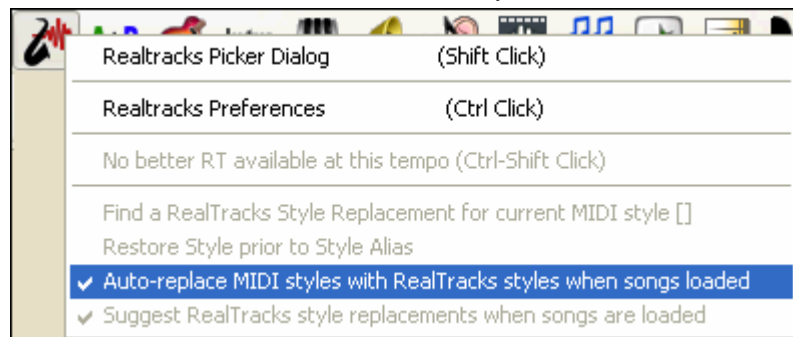 Realtracks Picker Dialog (Shift Click)
Realtracks Preferences (Ctrl Click)
No better RT available at this tempo (Ctrl-Shift Click)
Find a RealTracks Style Replacement for current MIDI style []
Restore Style prior to Style Alias
Auto-replace MIDI styles with RealTracks styles when songs loaded
Suggest RealTracks style replacements when songs are loaded